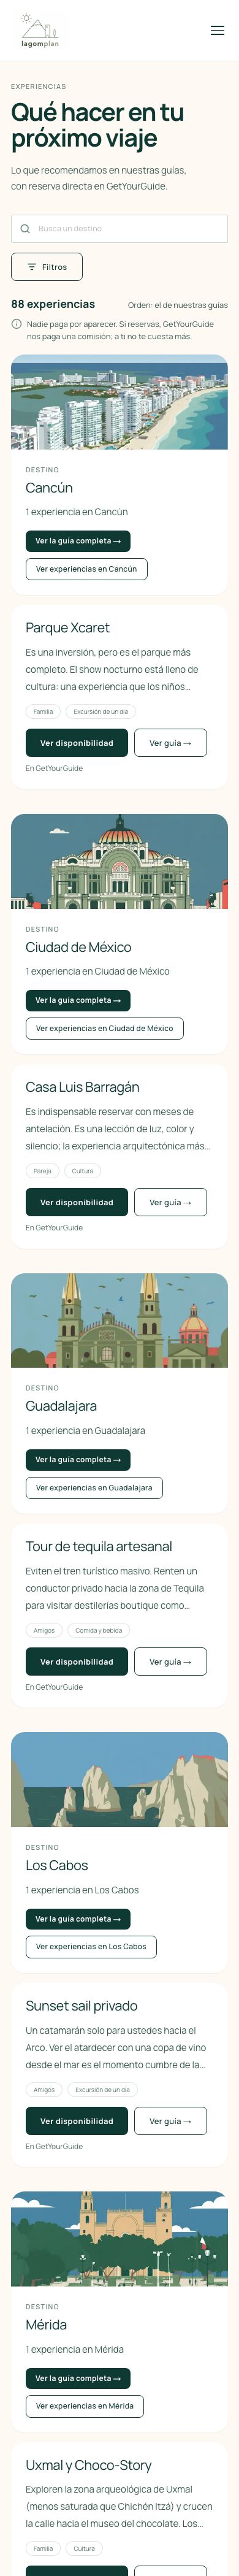 lagomplan
EXPERIENCIAS
Qué hacer en tu
próximo viaje
Lo que recomendamos en nuestras guías,
con reserva directa en GetYourGuide.
Busca un destino
Filtros
88 experiencias
Orden: el de nuestras guías
Nadie paga por aparecer. Si reservas, GetYourGuide
nos paga una comisión; a ti no te cuesta más.
DESTINO
Cancún
1 experiencia en Cancún
Ver la guía completa →
Ver experiencias en Cancún
Parque Xcaret
Es una inversión, pero es el parque más
completo. El show nocturno está lleno de
cultura: una experiencia que los niños…
Familia
Excursión de un día
Ver disponibilidad
Ver guía →
En GetYourGuide
DESTINO
Ciudad de México
1 experiencia en Ciudad de México
Ver la guía completa →
Ver experiencias en Ciudad de México
Casa Luis Barragán
Es indispensable reservar con meses de
antelación. Es una lección de luz, color y
silencio; la experiencia arquitectónica más…
Pareja
Cultura
Ver disponibilidad
Ver guía →
En GetYourGuide
DESTINO
Guadalajara
1 experiencia en Guadalajara
Ver la guía completa →
Ver experiencias en Guadalajara
Tour de tequila artesanal
Eviten el tren turístico masivo. Renten un
conductor privado hacia la zona de Tequila
para visitar destilerías boutique como…
Amigos
Comida y bebida
Ver disponibilidad
Ver guía →
En GetYourGuide
DESTINO
Los Cabos
1 experiencia en Los Cabos
Ver la guía completa →
Ver experiencias en Los Cabos
Sunset sail privado
Un catamarán solo para ustedes hacia el
Arco. Ver el atardecer con una copa de vino
desde el mar es el momento cumbre de la…
Amigos
Excursión de un día
Ver disponibilidad
Ver guía →
En GetYourGuide
DESTINO
Mérida
1 experiencia en Mérida
Ver la guía completa →
Ver experiencias en Mérida
Uxmal y Choco-Story
Exploren la zona arqueológica de Uxmal
(menos saturada que Chichén Itzá) y crucen
la calle hacia el museo del chocolate. Los…
Familia
Cultura